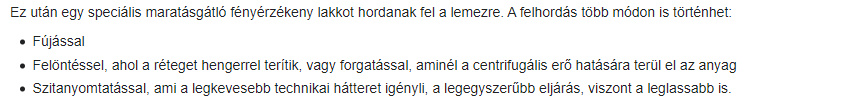 Ez után egy speciális maratásgátló fényérzékeny lakkot hordanak fel a lemezre. A felhordás több módon is történhet:
• Fújással
• Felöntéssel, ahol a réteget hengerrel terítik, vagy forgatással, aminél a centrifugális erő hatására terül el az anyag
• Szitanyomtatással, ami a legkevesebb technikai hátteret igényli, a legegyszerűbb eljárás, viszont a leglassabb is.